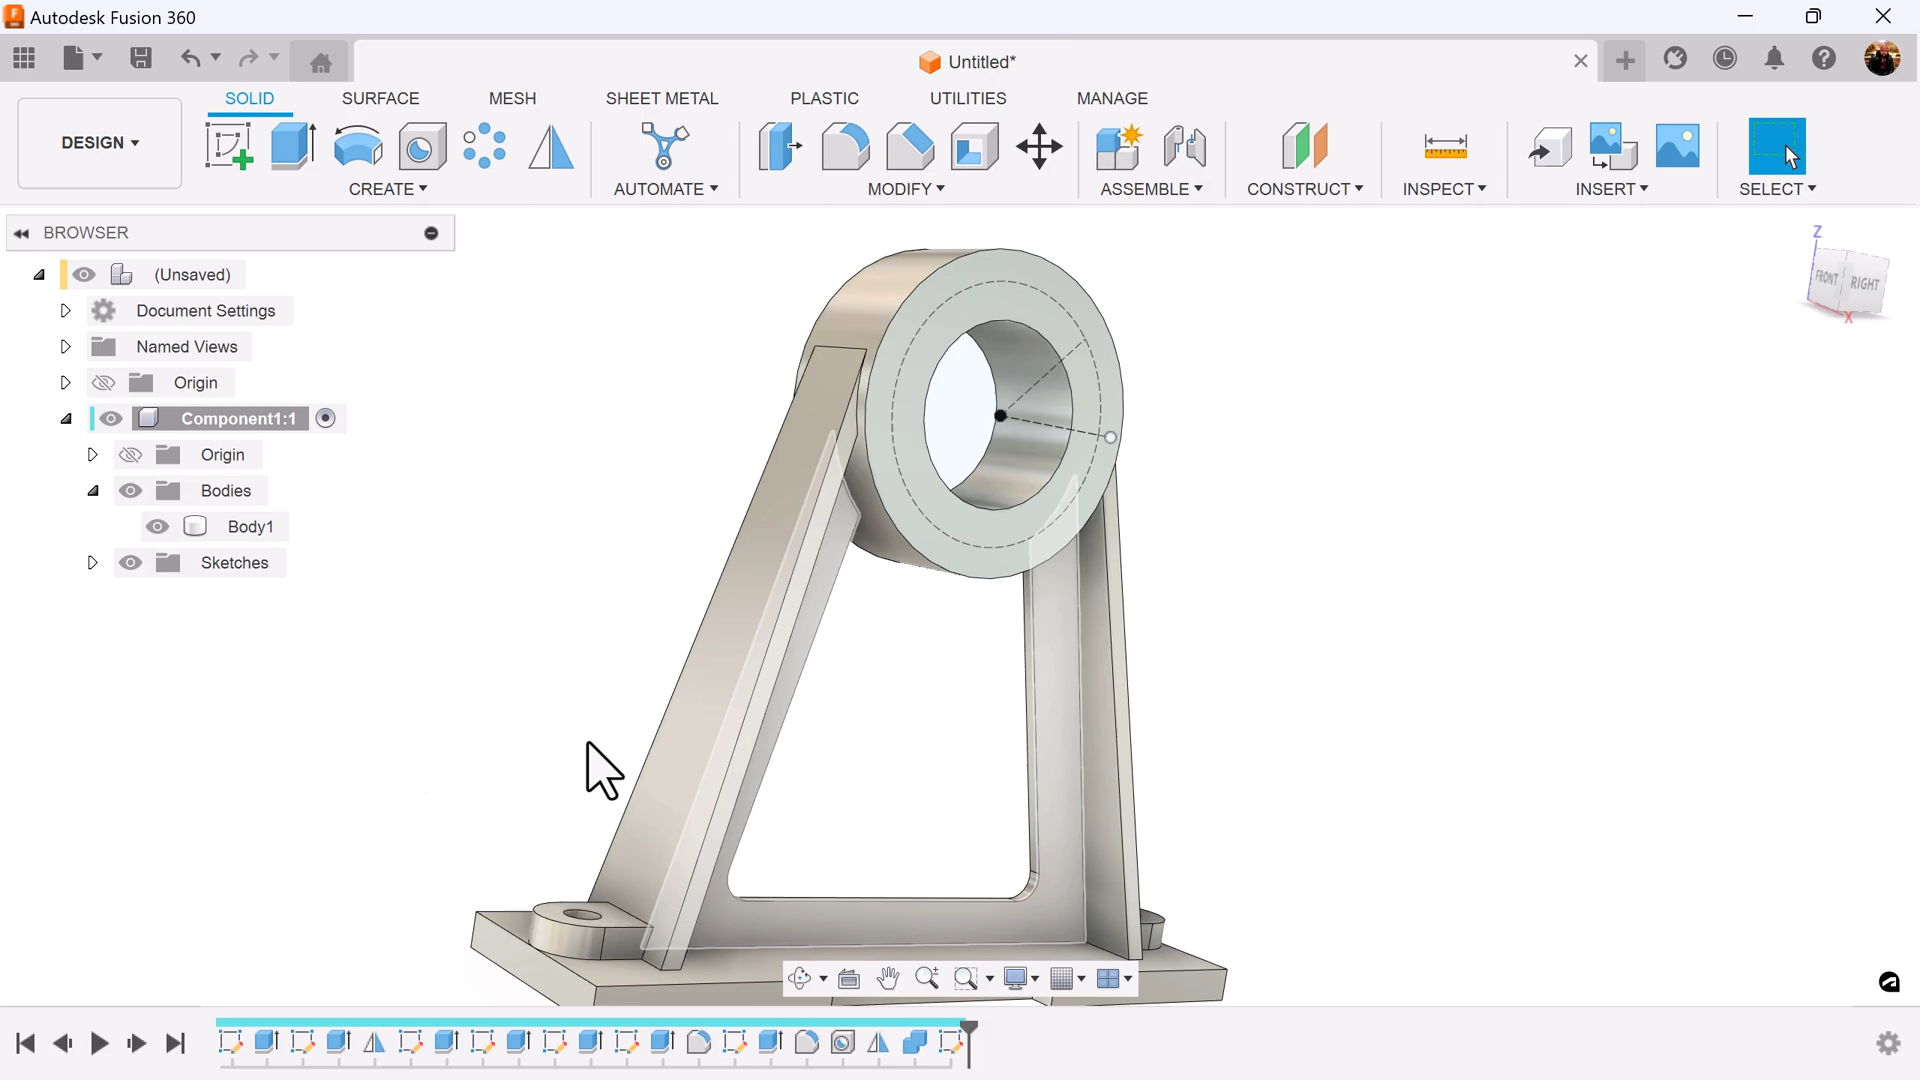 Autodesk Fusion 360
Untitled*
DESIGN
SOLID
SURFACE
MESH
SHEET METAL
PLASTIC
UTILITIES
MANAGE
CREATE
AUTOMATE
MODIFY
ASSEMBLE
CONSTRUCT
INSPECT
INSERT
SELECT
BROWSER
(Unsaved)
Document Settings
Named Views
Origin
Component1:1
Origin
Bodies
Body1
Sketches
Z
FRONT
RIGHT
X